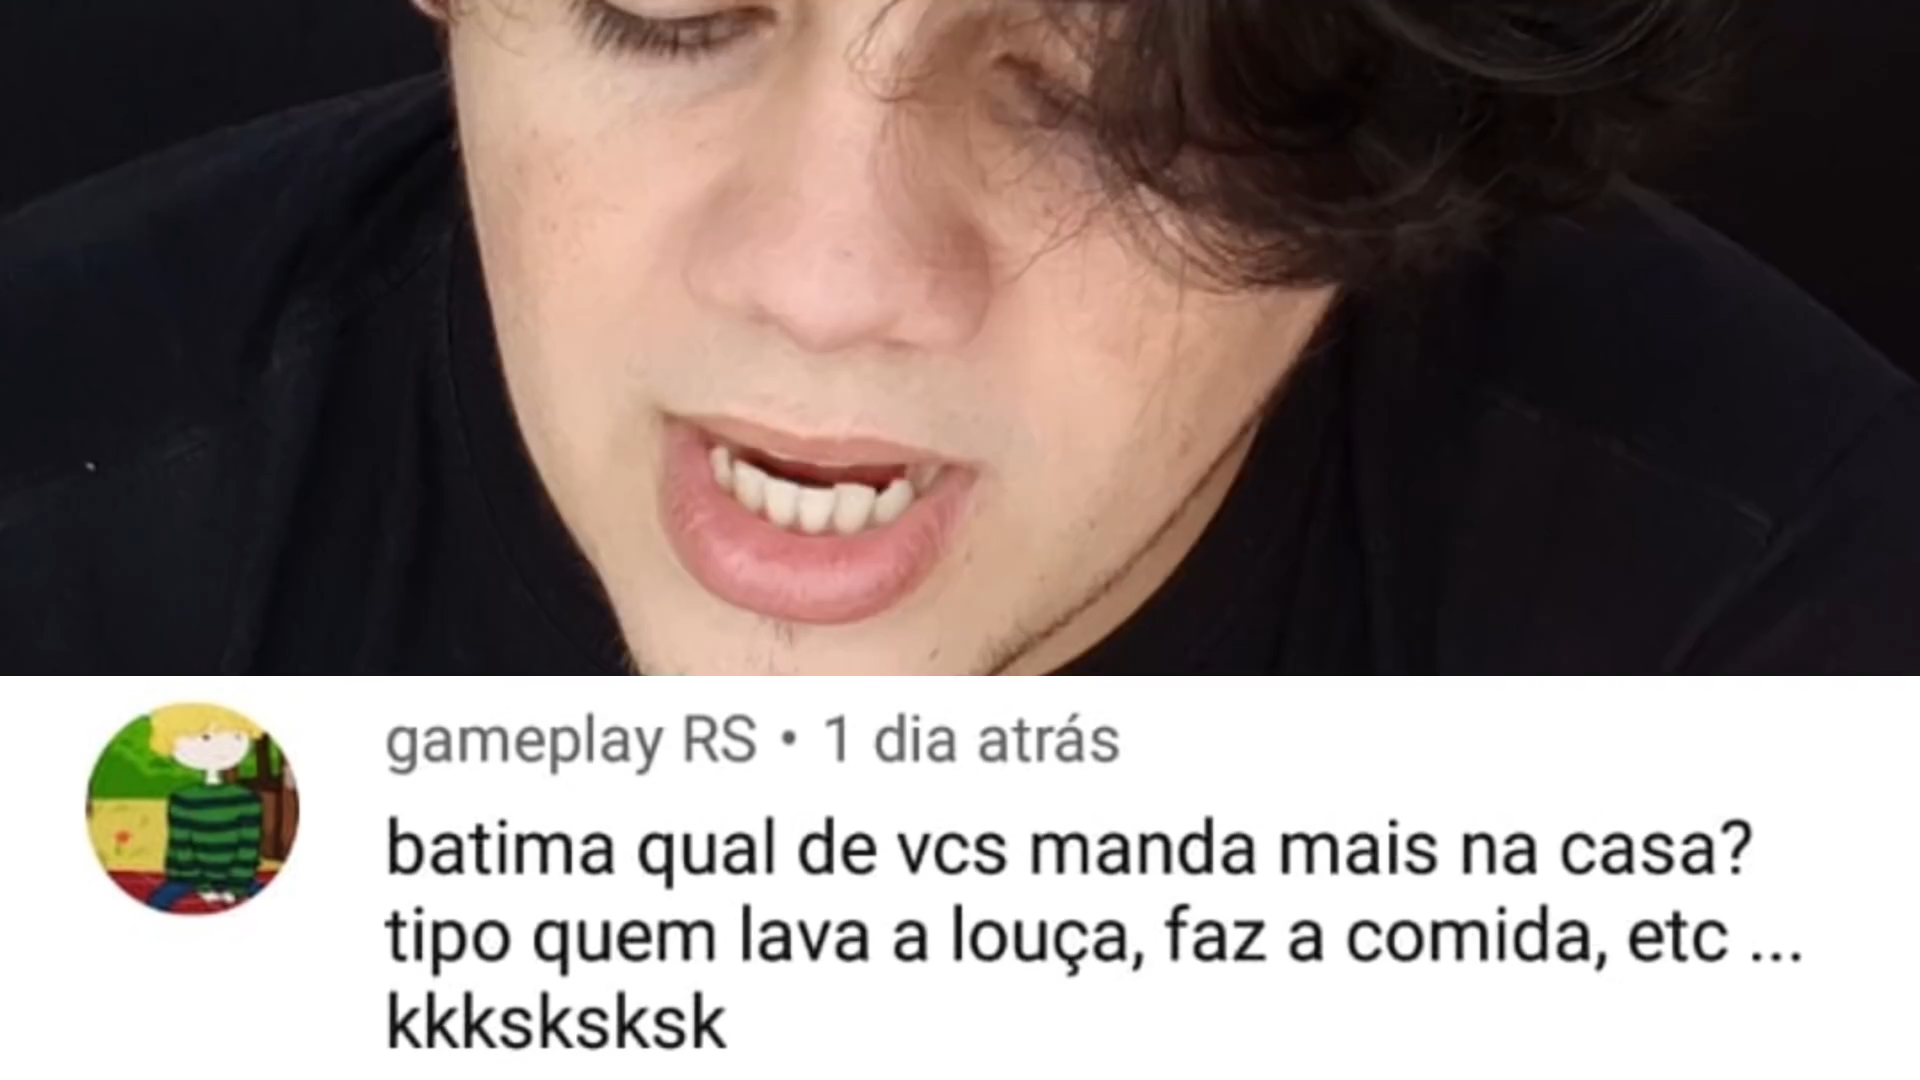 gameplay RS • 1 dia atrás
batima qual de vcs manda mais na casa?
tipo quem lava a louça, faz a comida, etc ...
kkksksksk